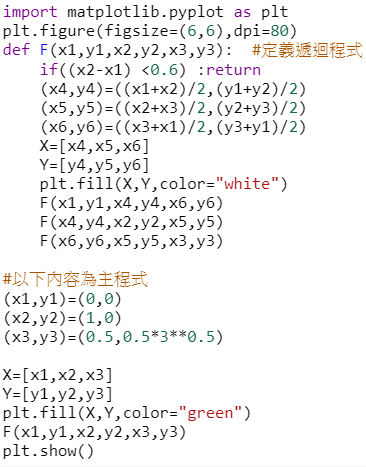 import matplotlib.pyplot as plt
plt.figure(figsize=(6,6),dpi=80)
def F(x1,y1,x2,y2,x3,y3):  #定義遞迴程式
    if((x2-x1) <0.6) :return
    (x4,y4)=((x1+x2)/2,(y1+y2)/2)
    (x5,y5)=((x2+x3)/2,(y2+y3)/2)
    (x6,y6)=((x3+x1)/2,(y3+y1)/2)
    X=[x4,x5,x6]
    Y=[y4,y5,y6]
    plt.fill(X,Y,color="white")
    F(x1,y1,x4,y4,x6,y6)
    F(x4,y4,x2,y2,x5,y5)
    F(x6,y6,x5,y5,x3,y3)
#以下內容為主程式
(x1,y1)=(0,0)
(x2,y2)=(1,0)
(x3,y3)=(0.5,0.5*3**0.5)
X=[x1,x2,x3]
Y=[y1,y2,y3]
plt.fill(X,Y,color="green")
F(x1,y1,x2,y2,x3,y3)
plt.show()